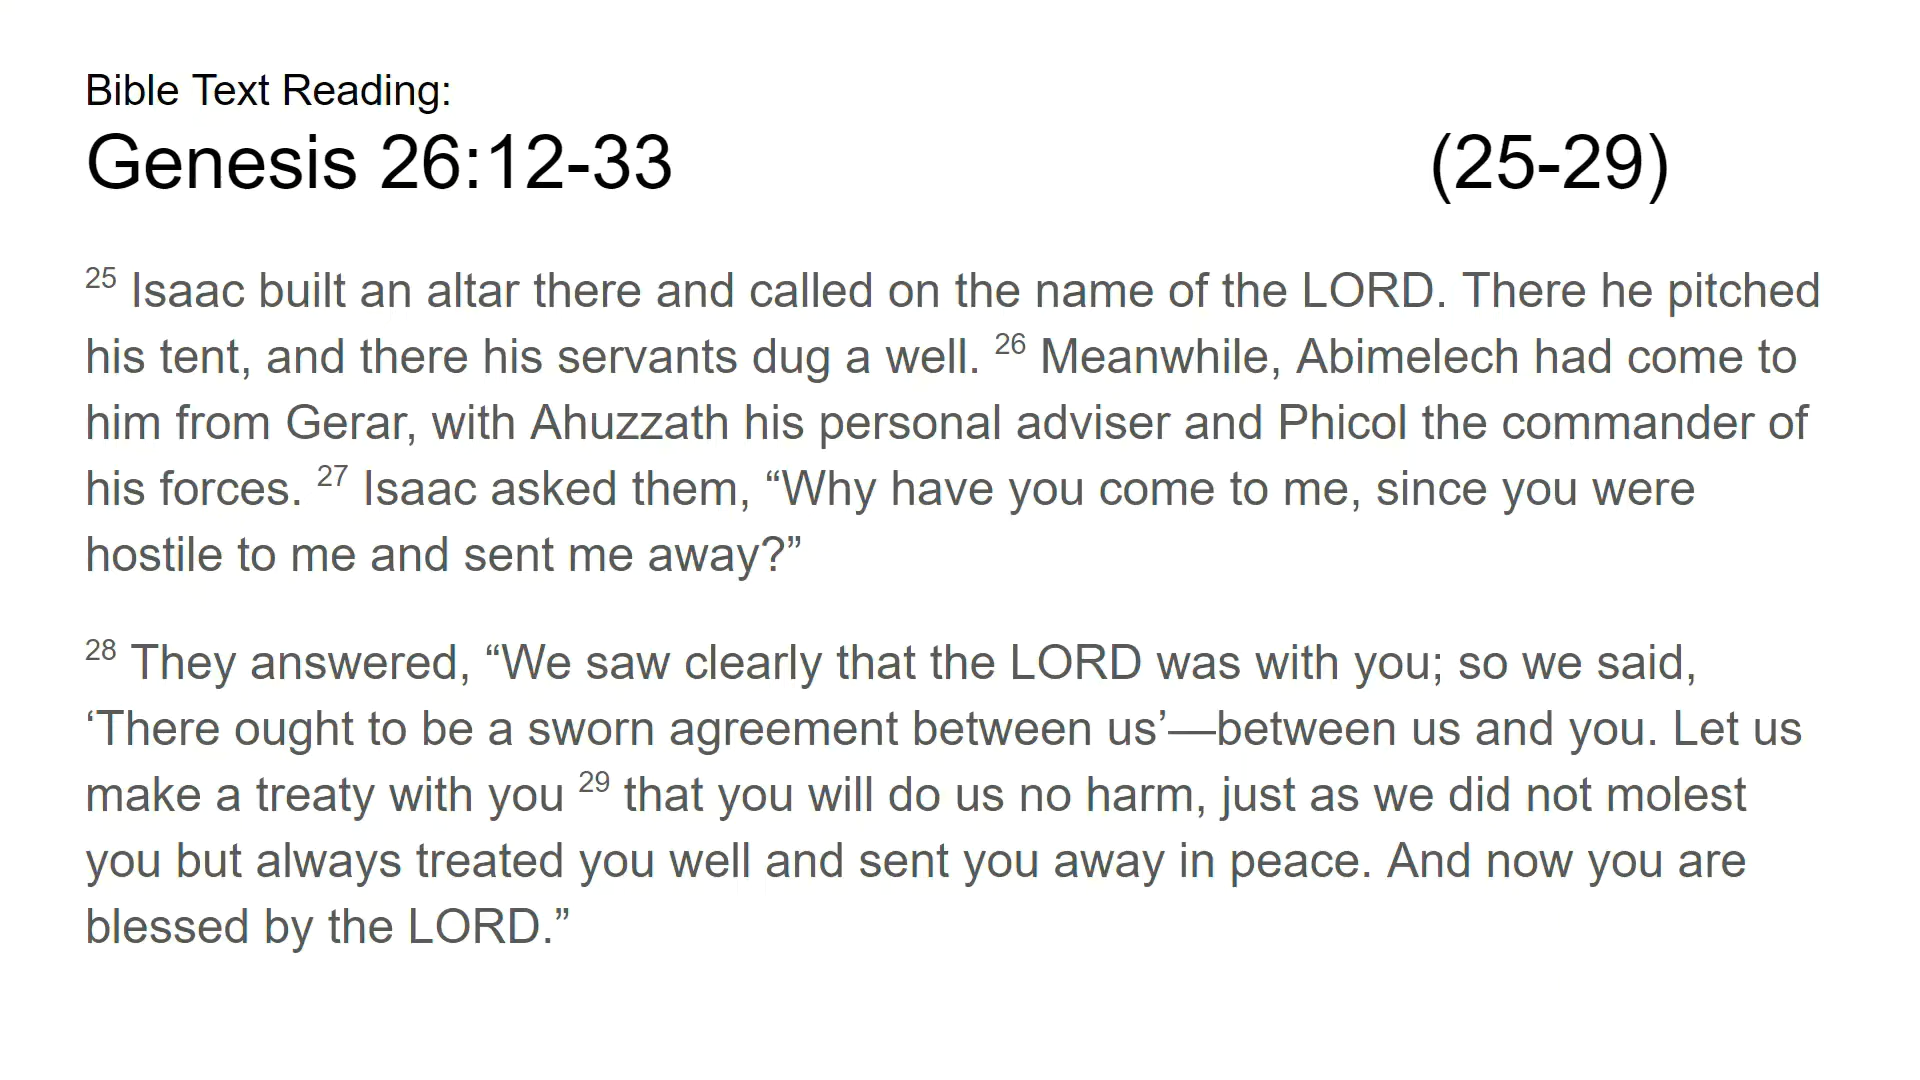 Bible Text Reading:
Genesis 26:12-33 (25-29)
25 Isaac built an altar there and called on the name of the LORD. There he pitched
his tent, and there his servants dug a well. 26 Meanwhile, Abimelech had come to
him from Gerar, with Ahuzzath his personal adviser and Phicol the commander of
his forces. 27 Isaac asked them, “Why have you come to me, since you were
hostile to me and sent me away?”
28 They answered, “We saw clearly that the LORD was with you; so we said,
‘There ought to be a sworn agreement between us’—between us and you. Let us
make a treaty with you 29 that you will do us no harm, just as we did not molest
you but always treated you well and sent you away in peace. And now you are
blessed by the LORD.”